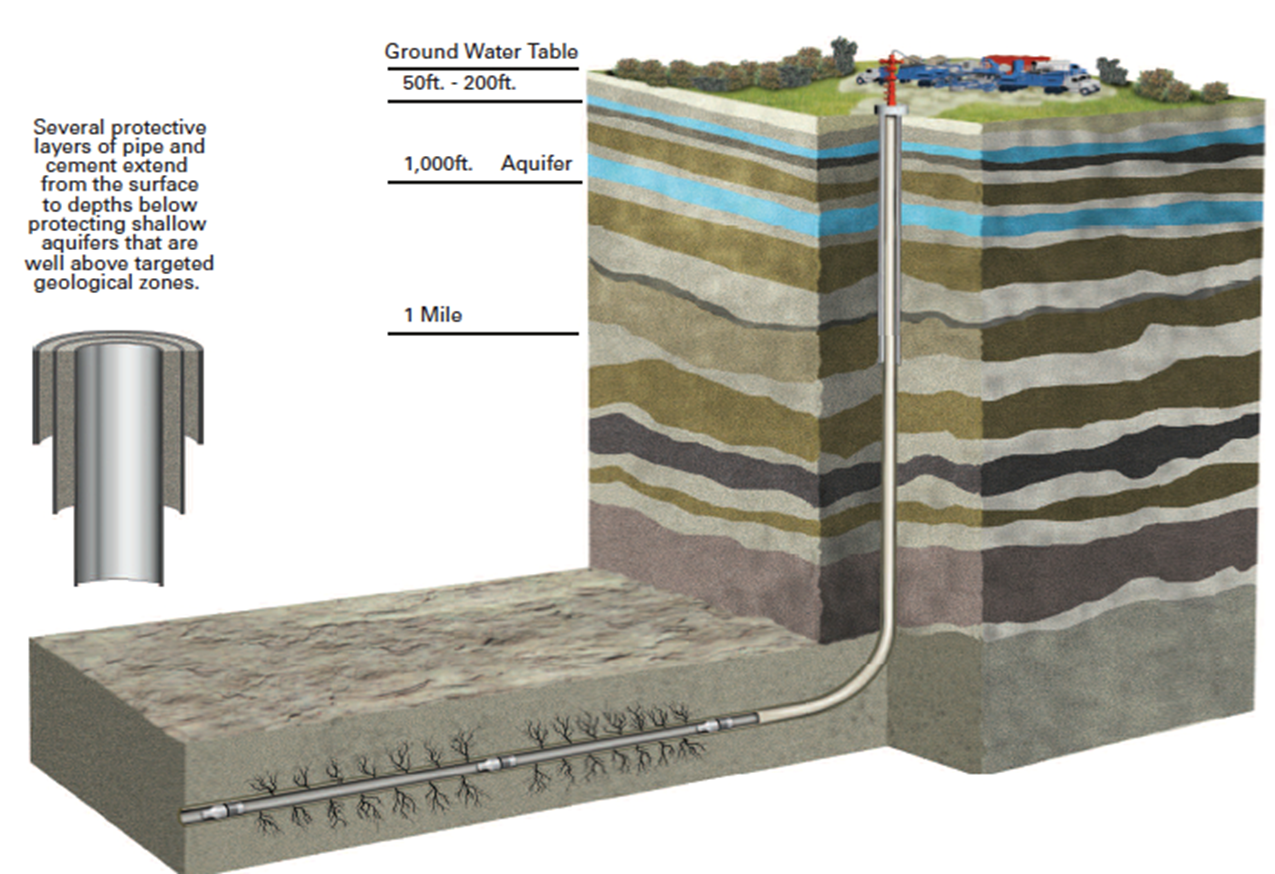 Ground Water Table
50ft. - 200ft.
1,000ft. Aquifer
1 Mile
Several protective
layers of pipe and
cement extend
from the surface
to depths below
protecting shallow
aquifers that are
well above targeted
geological zones.